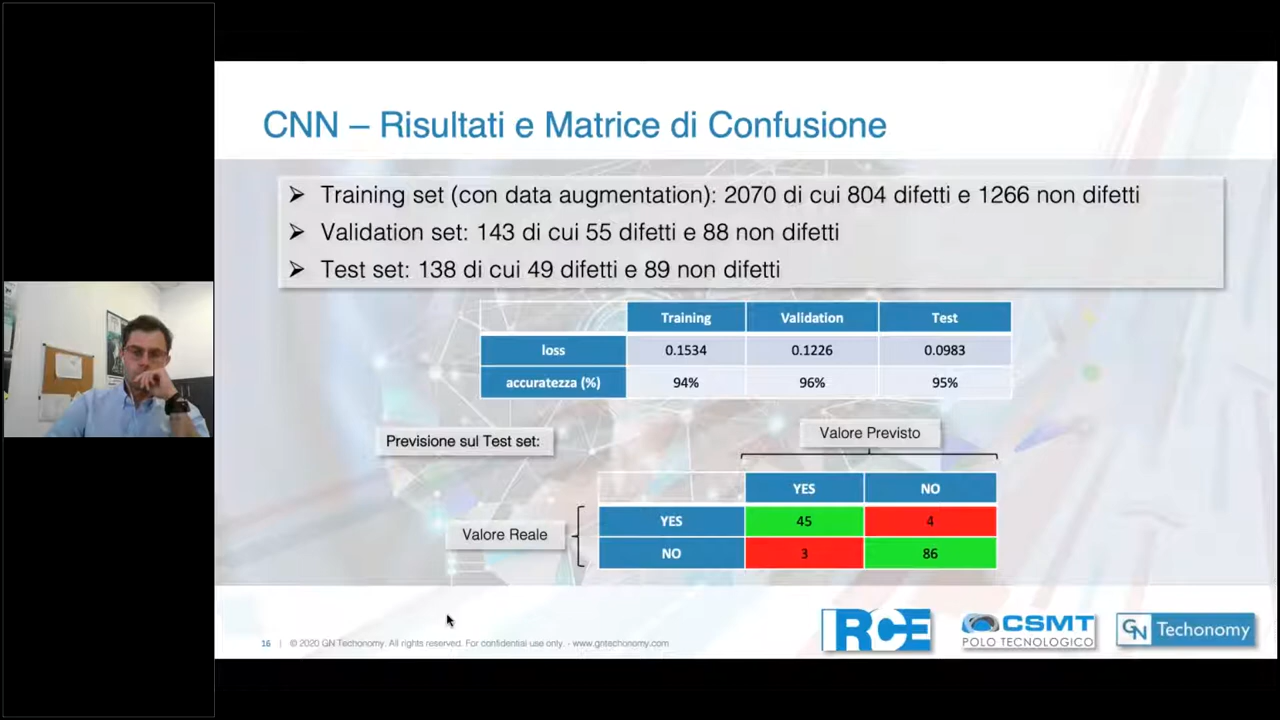 CNN – Risultati e Matrice di Confusione
➢ Training set (con data augmentation): 2070 di cui 804 difetti e 1266 non difetti
➢ Validation set: 143 di cui 55 difetti e 88 non difetti
➢ Test set: 138 di cui 49 difetti e 89 non difetti
Training Validation Test
loss 0.1534 0.1226 0.0983
accuratezza (%) 94% 96% 95%
Previsione sul Test set:
Valore Previsto
YES NO
Valore Reale
YES 45 4
NO 3 86
16 | © 2020 GN Techonomy. All rights reserved. For confidential use only. - www.gntechonomy.com
IRCE
CSMT
POLO TECNOLOGICO
GN Techonomy